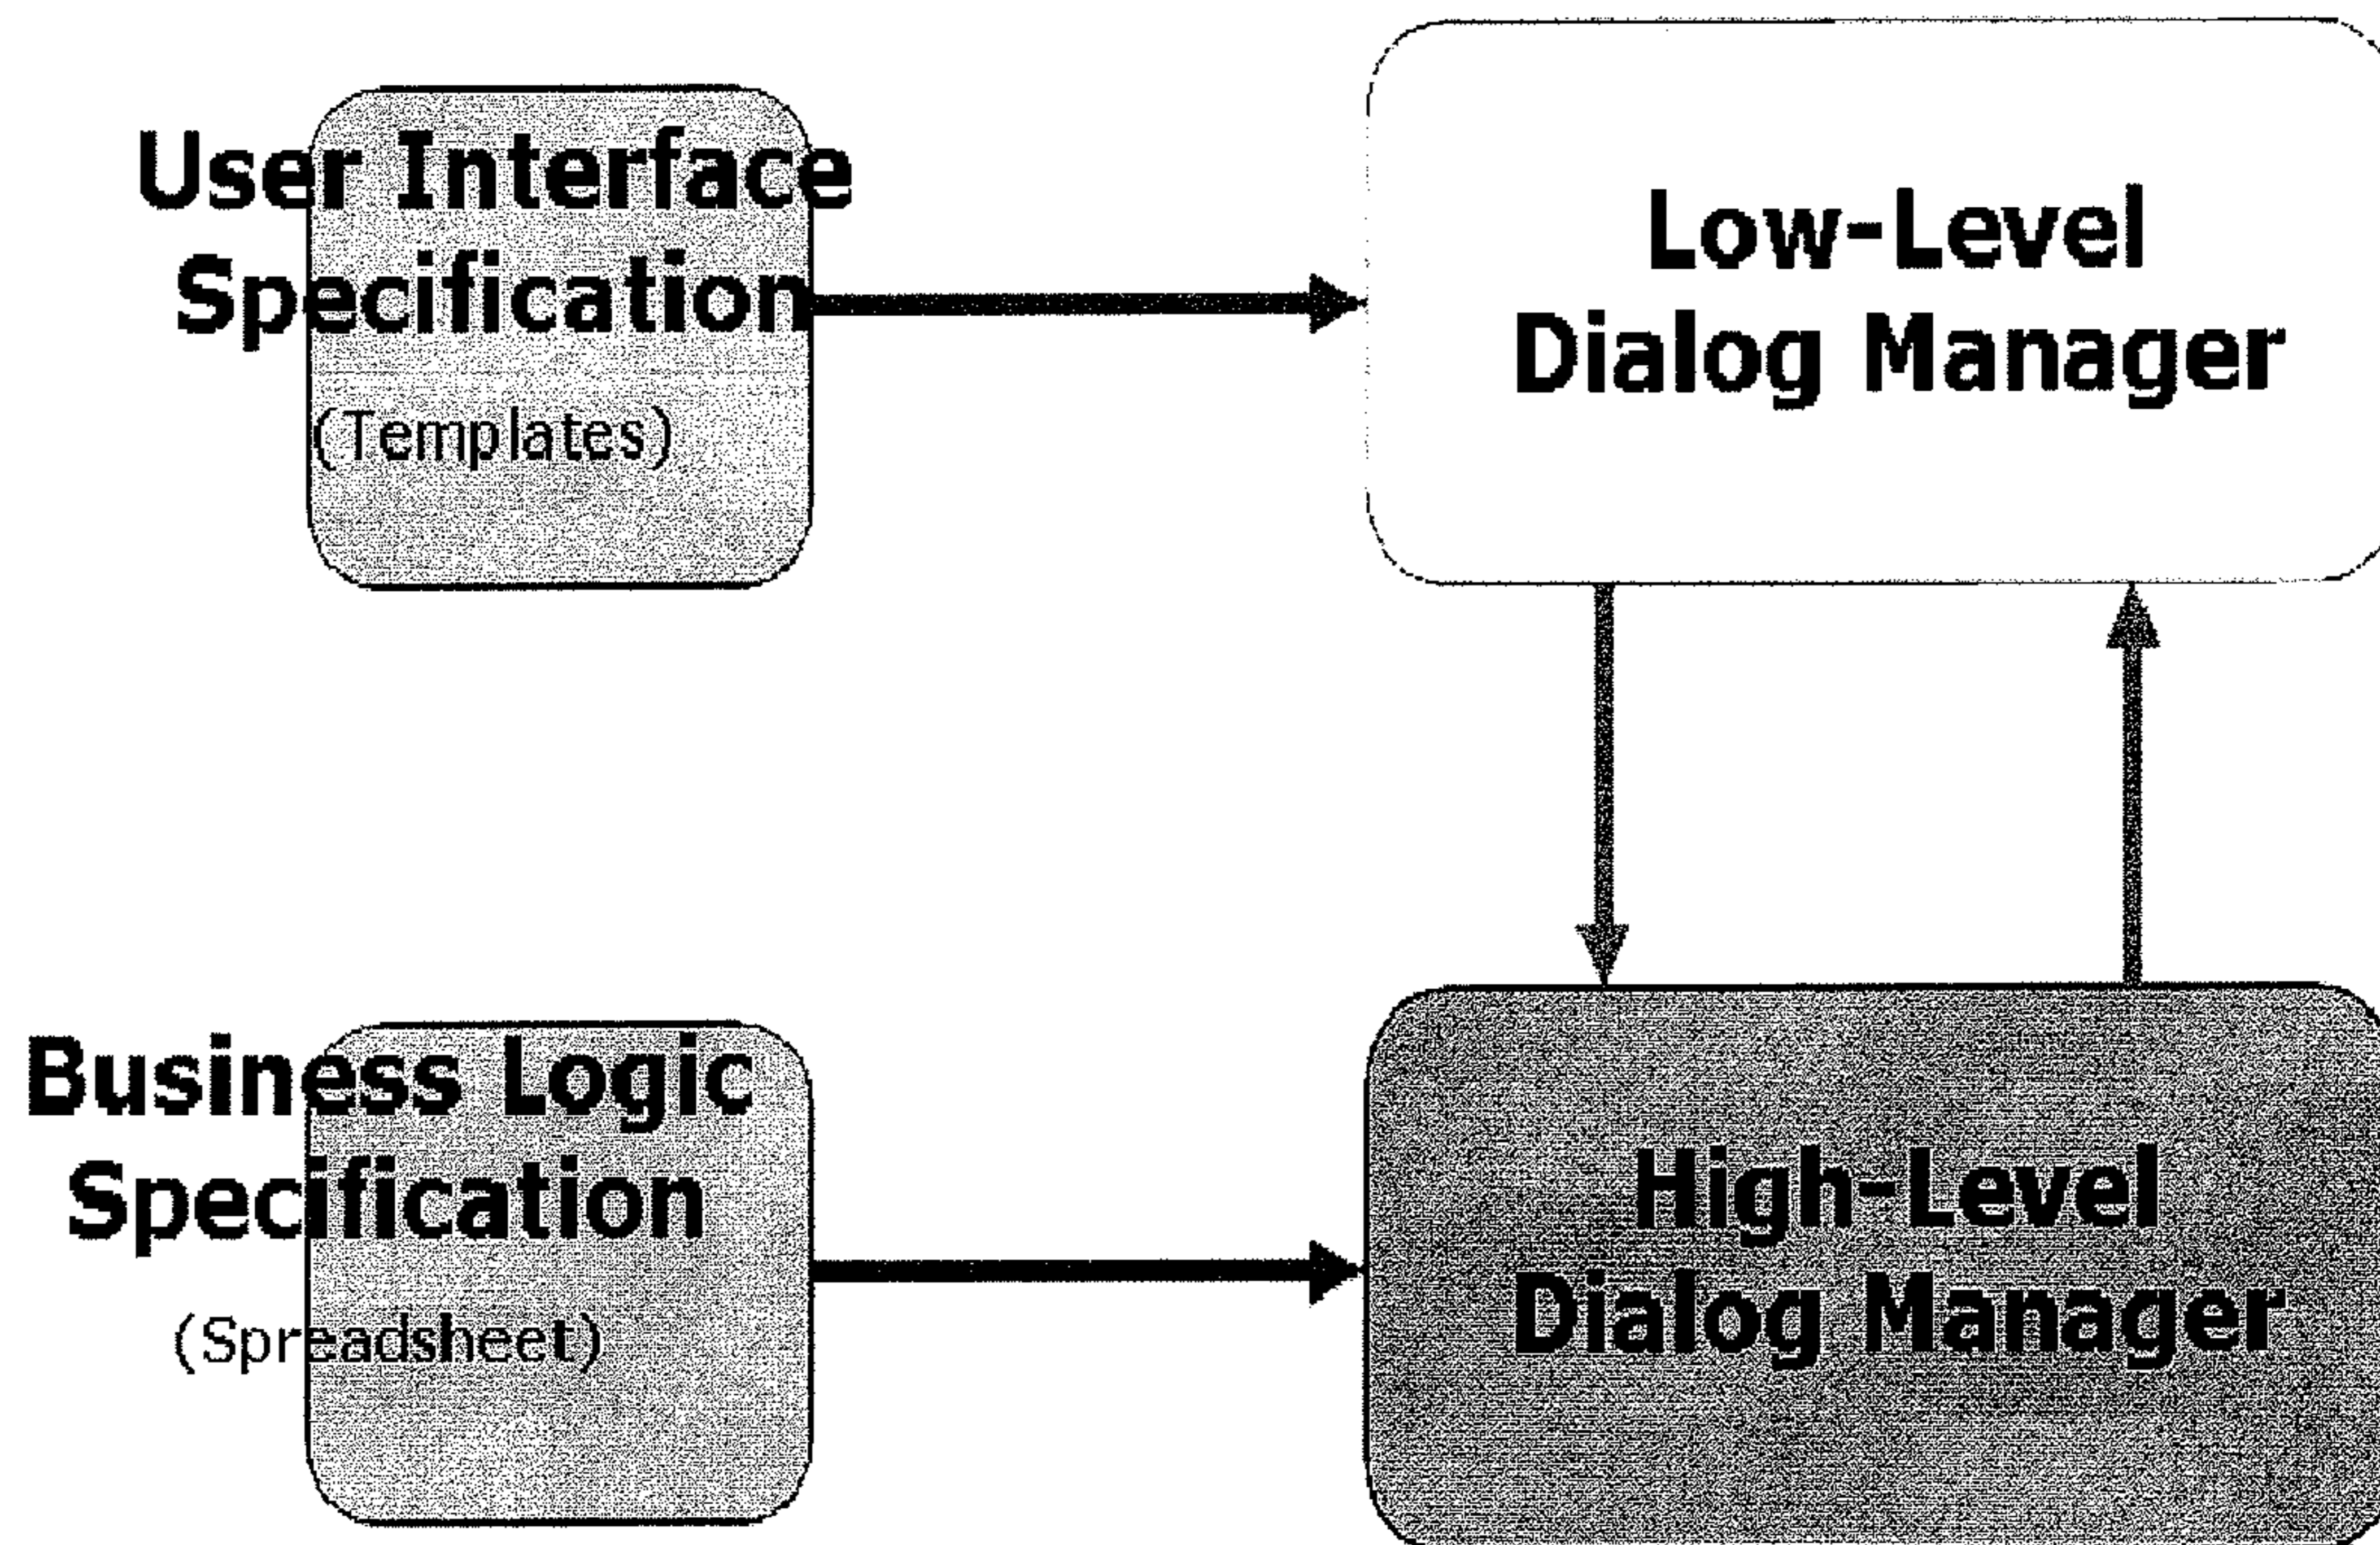 User Interface
Specification
(Templates)
Low-Level
Dialog Manager
Business Logic
Specification
(Spreadsheet)
High-Level
Dialog Manager